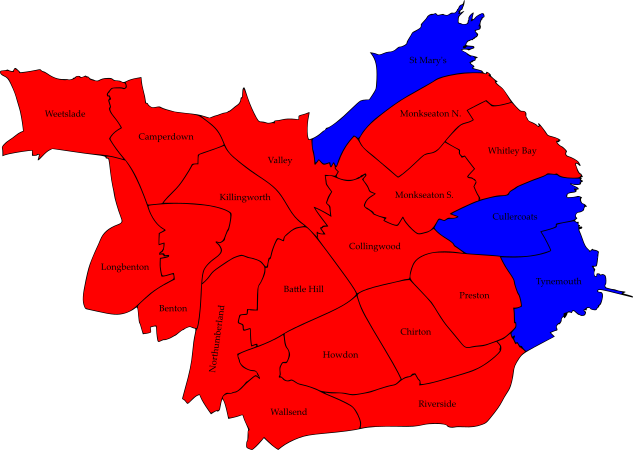 St Mary's
Weetslade
Monkseaton N.
Camperdown
Whitley Bay
Valley
Killingworth
Monkseaton S.
Cullercoats
Collingwood
Longbenton
Tynemouth
Battle Hill
Preston
Benton
Northumberland
Chirton
Howdon
Riverside
Wallsend